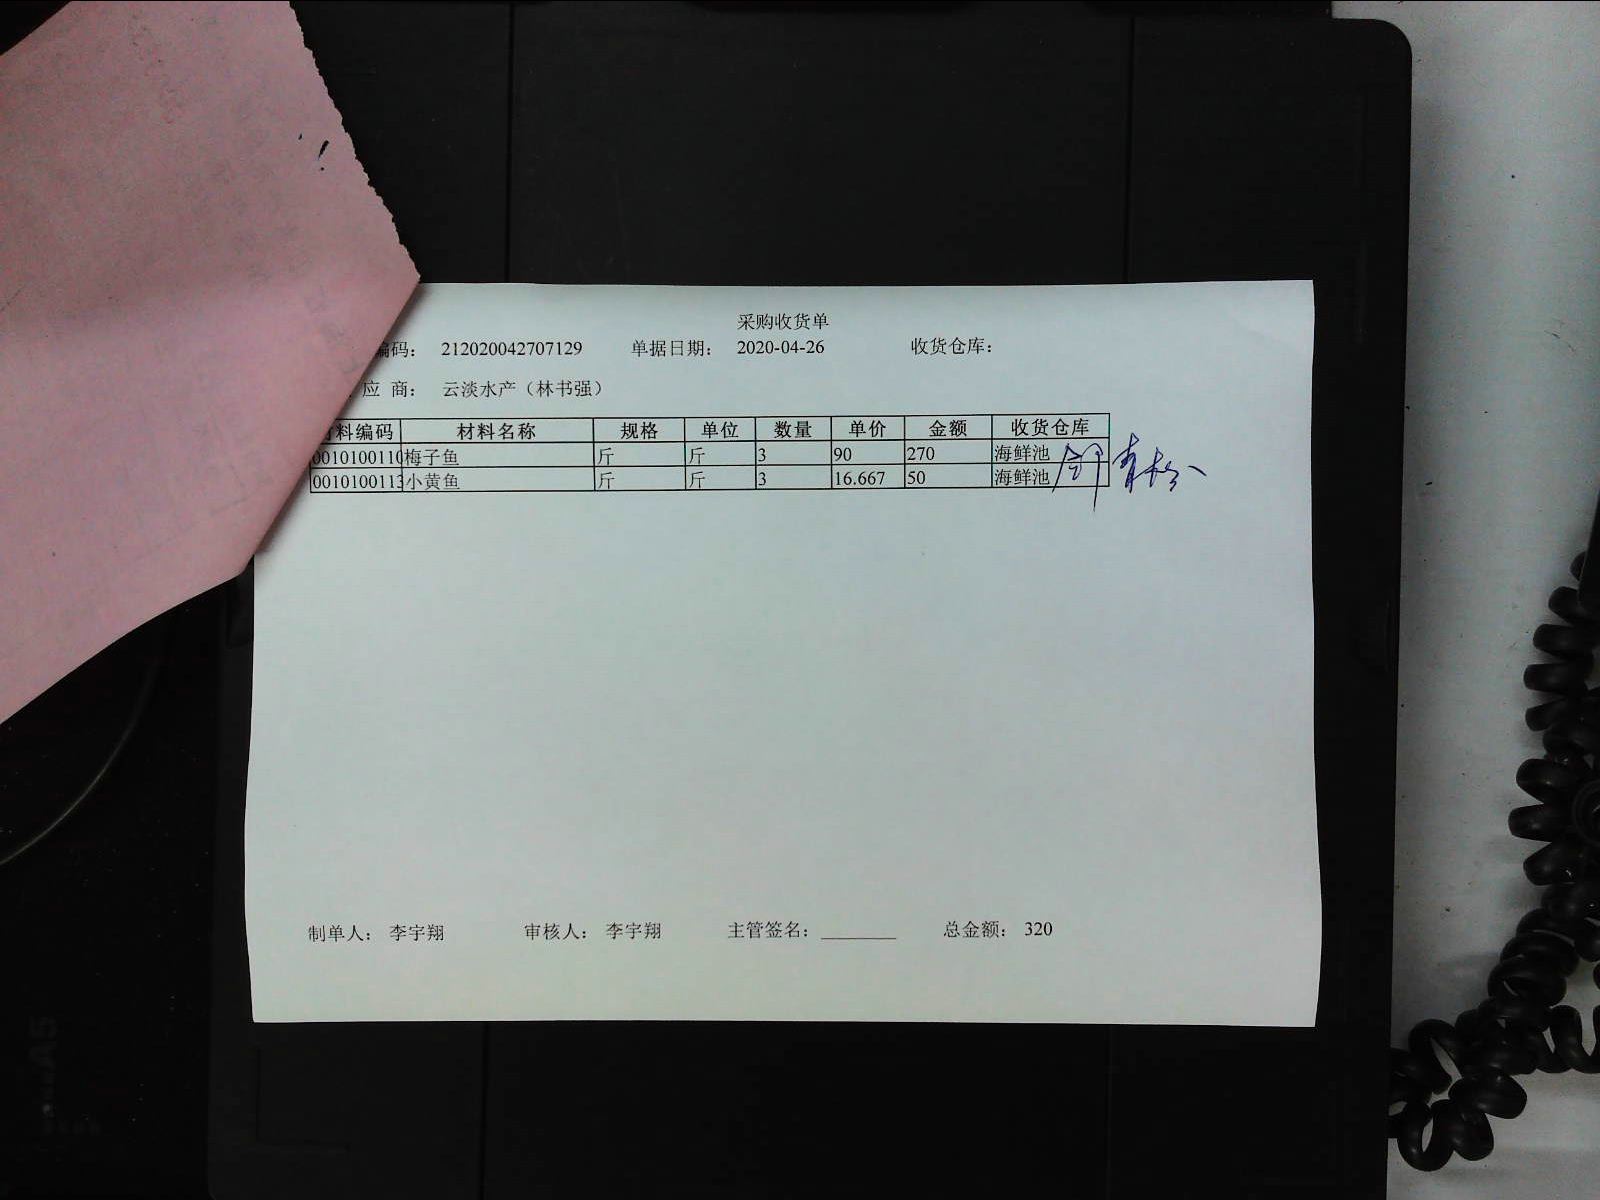 采购收货单
编码： 212020042707129 单据日期： 2020-04-26 收货仓库：
应 商： 云淡水产（林书强）
材料编码 材料名称 规格 单位 数量 单价 金额 收货仓库
0010100110 梅子鱼 斤 斤 3 90 270 海鲜池
0010100113 小黄鱼 斤 斤 3 16.667 50 海鲜池
制单人： 李宇翔 审核人： 李宇翔 主管签名： 总金额： 320